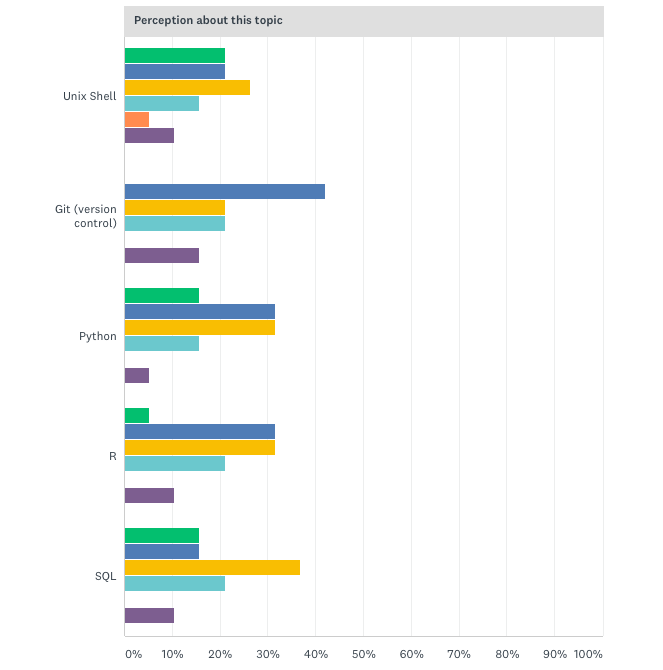 Perception about this topic
Unix Shell
Git (version
control)
Python
R
SQL
0% 10% 20% 30% 40% 50% 60% 70% 80% 90% 100%